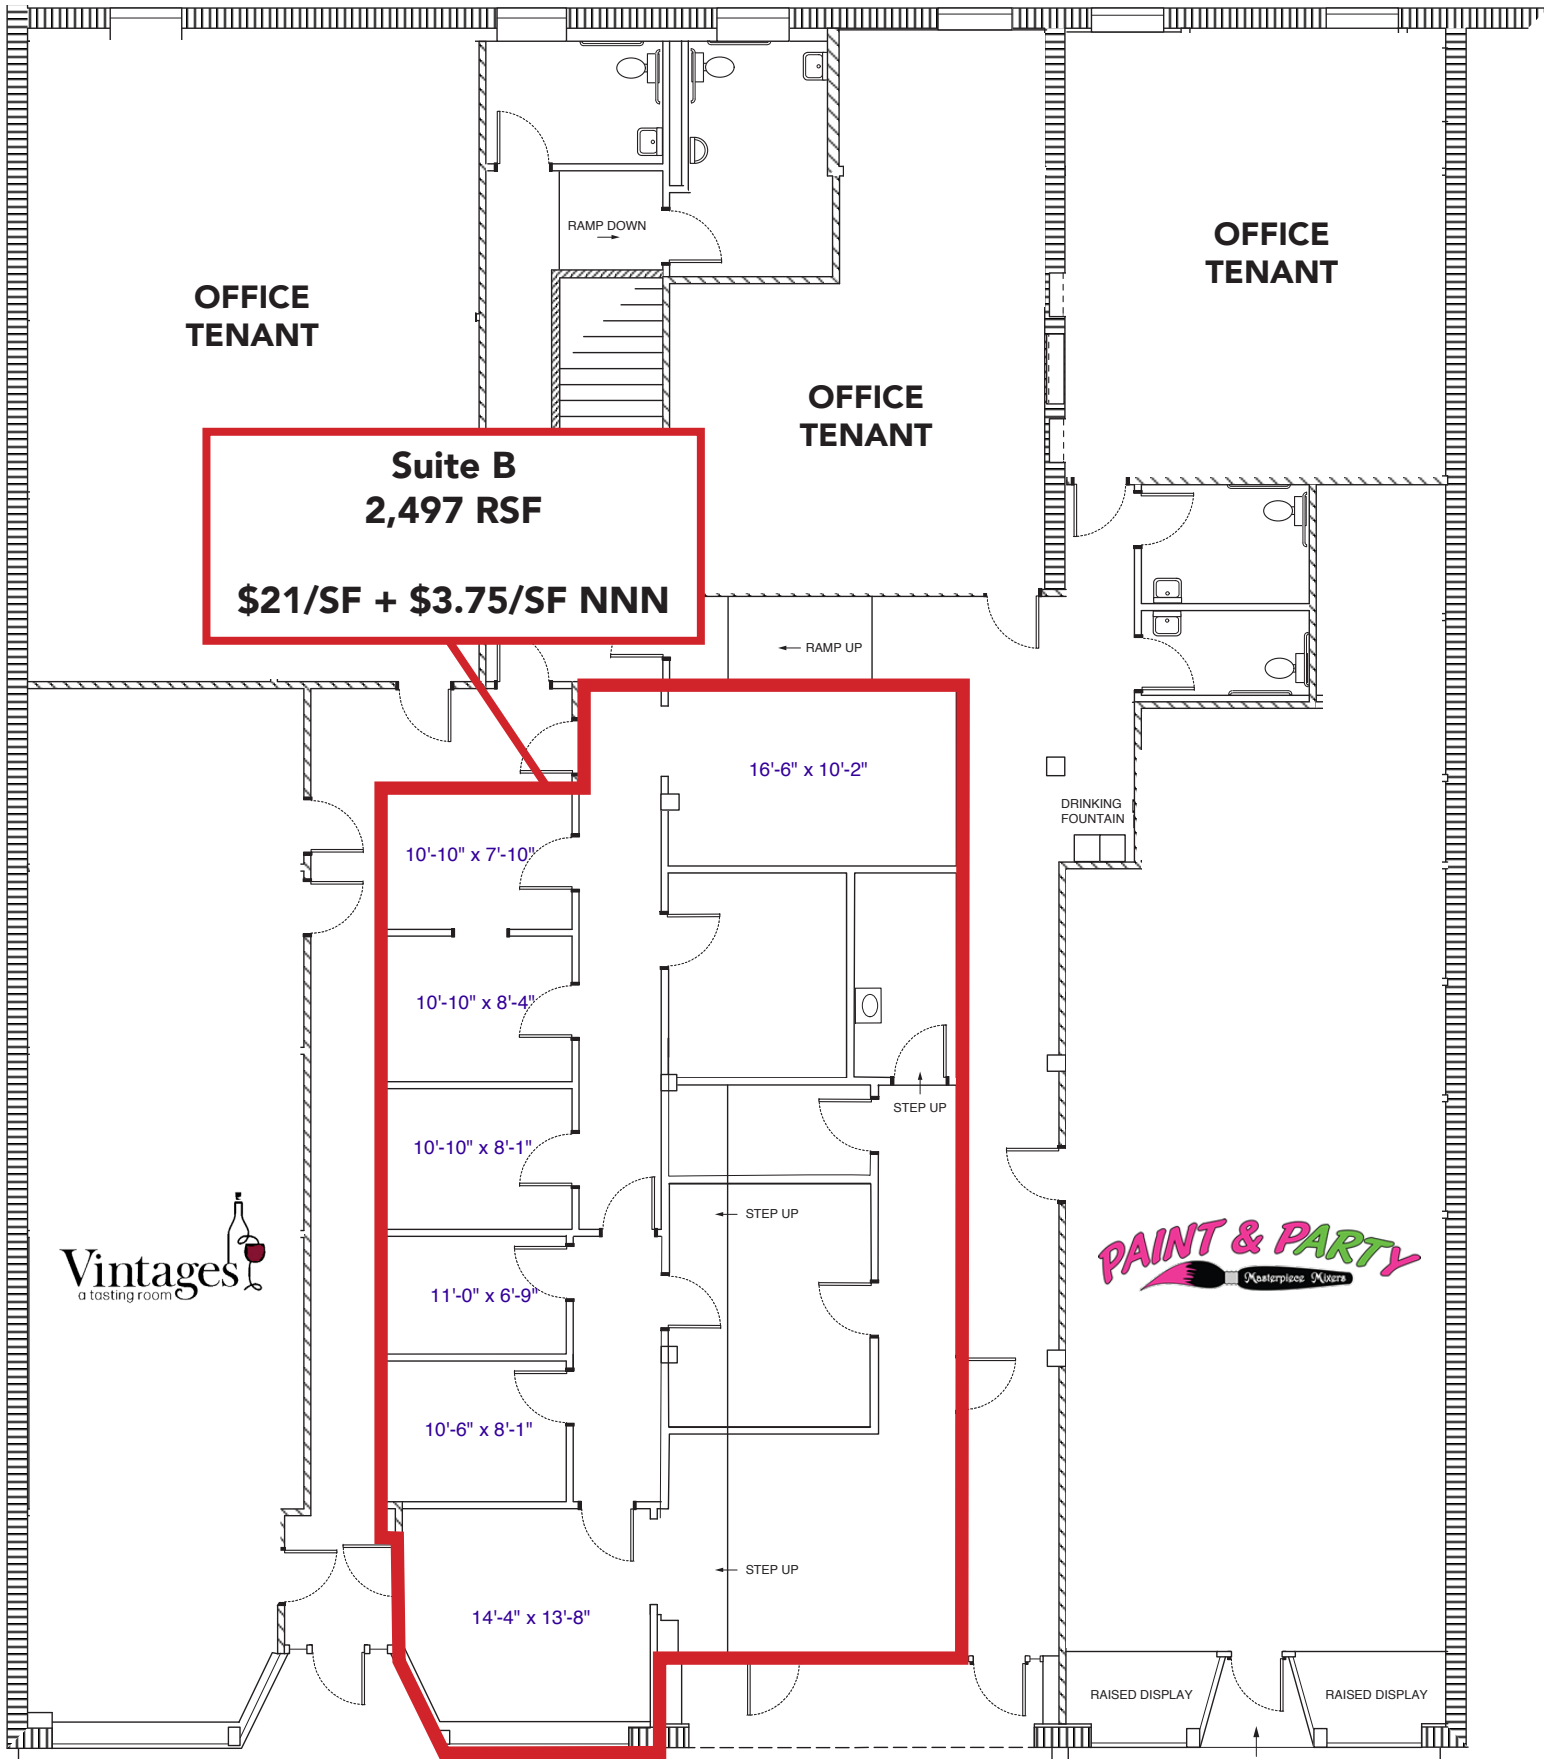 RAMP DOWN
OFFICE
TENANT
OFFICE
TENANT
OFFICE
TENANT
Suite B
2,497 RSF
$21/SF + $3.75/SF NNN
RAMP UP
16'-6" x 10'-2"
DRINKING
FOUNTAIN
10'-10" x 7'-10"
10'-10" x 8'-4"
STEP UP
10'-10" x 8'-1"
STEP UP
Vintages
a tasting room
PAINT & PARTY
Masterpiece Mixers
11'-0" x 6'-9"
10'-6" x 8'-1"
STEP UP
14'-4" x 13'-8"
RAISED DISPLAY
RAISED DISPLAY